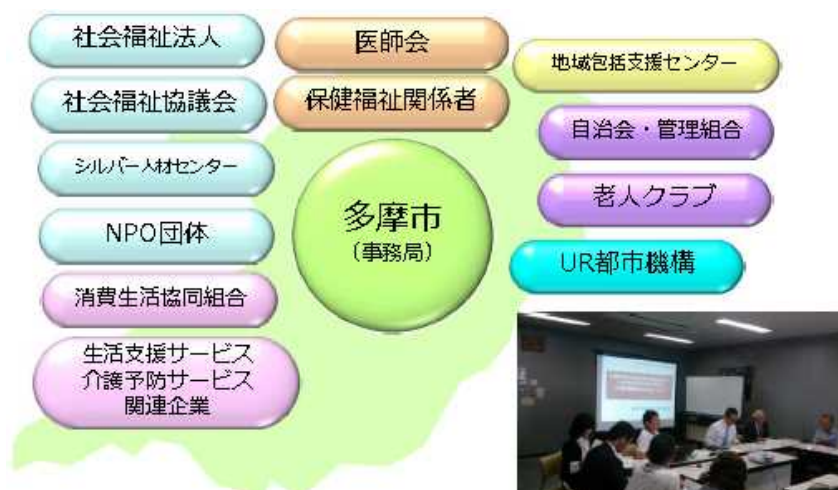 社会福祉法人
社会福祉協議会
シルバー人材センター
NPO団体
消費生活協同組合
生活支援サービス
介護予防サービス
関連企業
医師会
保健福祉関係者
多摩市
（事務局）
地域包括支援センター
自治会・管理組合
老人クラブ
UR都市機構